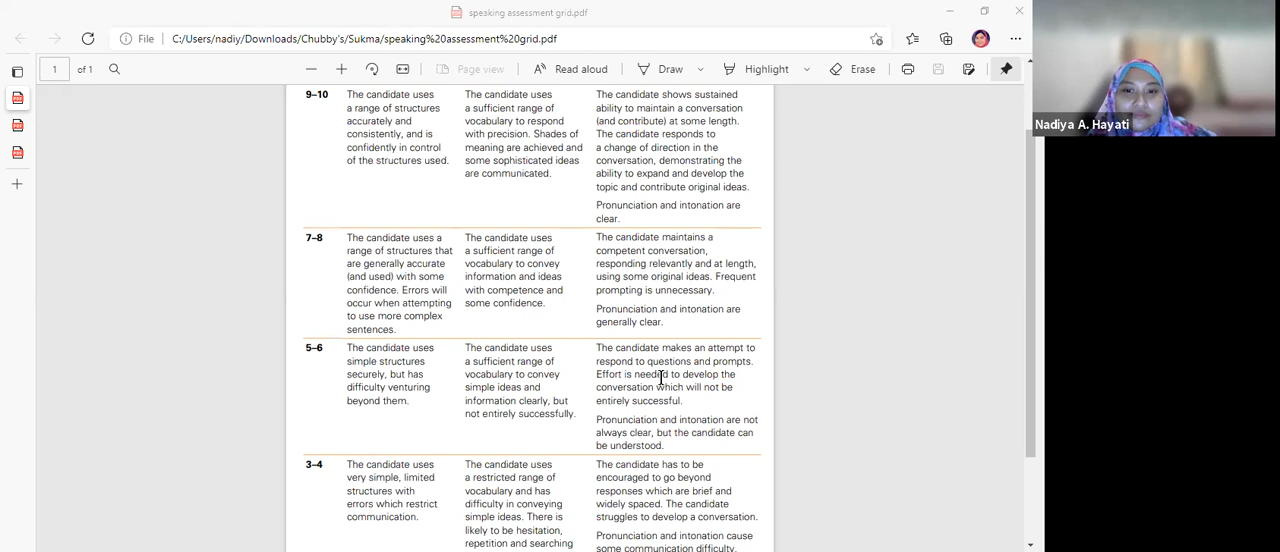 speaking assessment grid.pdf
File
C:/Users/nadiy/Downloads/Chubby's/Sukma/speaking%20assessment%20grid.pdf
1
of 1
Page view
Read aloud
Draw
Highlight
Erase
Nadiya A. Hayati
9–10
The candidate uses
a range of structures
accurately and
consistently, and is
confidently in control
of the structures used.
The candidate uses
a sufficient range of
vocabulary to respond
with precision. Shades of
meaning are achieved and
some sophisticated ideas
are communicated.
The candidate shows sustained
ability to maintain a conversation
(and contribute) at some length.
The candidate responds to
a change of direction in the
conversation, demonstrating the
ability to expand and develop the
topic and contribute original ideas.
Pronunciation and intonation are
clear.
7–8
The candidate uses a
range of structures that
are generally accurate
(and used) with some
confidence. Errors will
occur when attempting
to use more complex
sentences.
The candidate uses
a sufficient range of
vocabulary to convey
information and ideas
with competence and
some confidence.
The candidate maintains a
competent conversation,
responding relevantly and at length,
using some original ideas. Frequent
prompting is unnecessary.
Pronunciation and intonation are
generally clear.
5–6
The candidate uses
simple structures
securely, but has
difficulty venturing
beyond them.
The candidate uses
a sufficient range of
vocabulary to convey
simple ideas and
information clearly, but
not entirely successfully.
The candidate makes an attempt to
respond to questions and prompts.
Effort is needed to develop the
conversation which will not be
entirely successful.
Pronunciation and intonation are not
always clear, but the candidate can
be understood.
3–4
The candidate uses
very simple, limited
structures with
errors which restrict
communication.
The candidate uses
a restricted range of
vocabulary and has
difficulty in conveying
simple ideas. There is
likely to be hesitation,
repetition and searching
The candidate has to be
encouraged to go beyond
responses which are brief and
widely spaced. The candidate
struggles to develop a conversation.
Pronunciation and intonation cause
some communication difficulty.